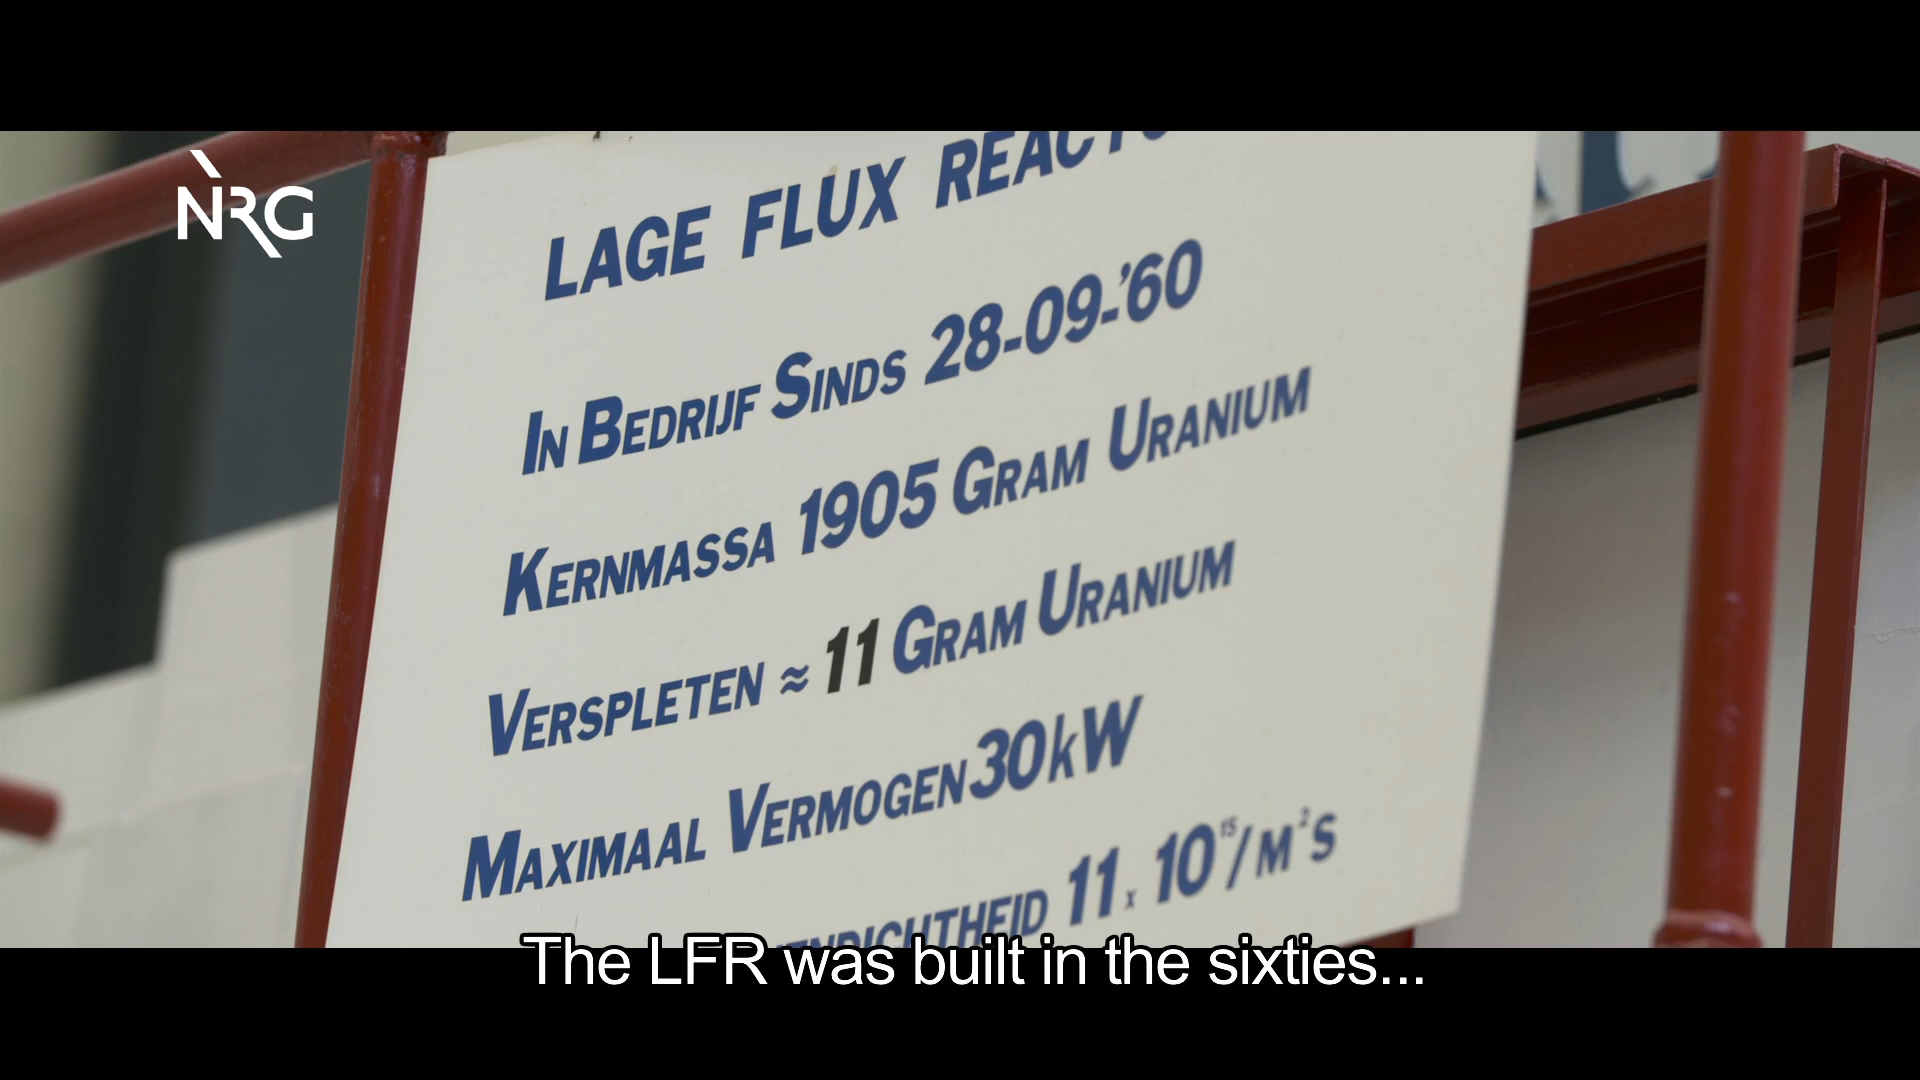 NRG
LAGE FLUX
IN BEDRIJF SINDS 28-09-'60
KERNMASSA 1905 GRAM URANIUM
VERSPLETEN ≈ 11 GRAM URANIUM
MAXIMAAL VERMOGEN 30kW
11 x 10¹⁵/M²S
The LFR was built in the sixties...